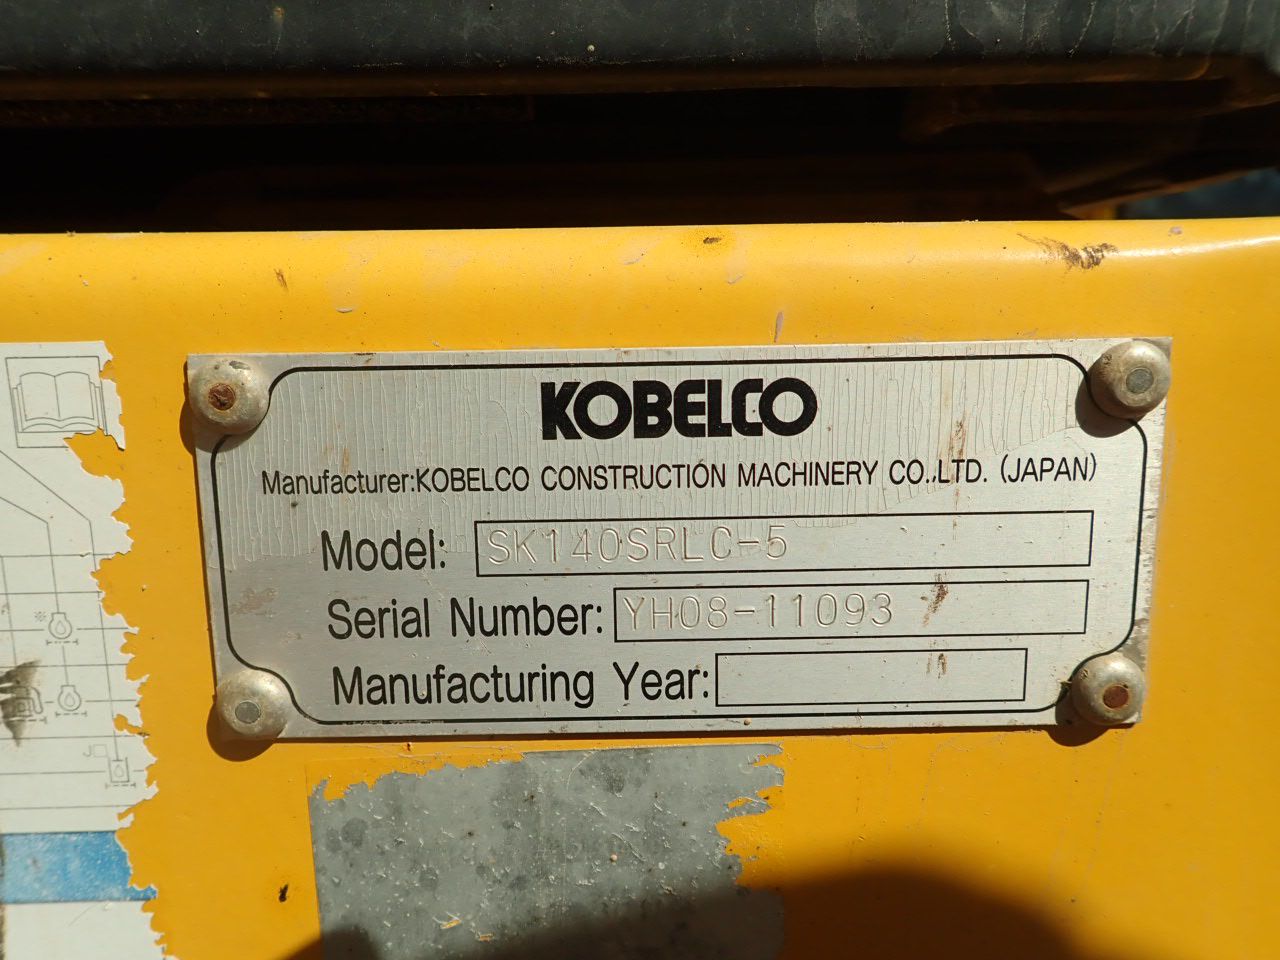 KOBELCO
Manufacturer:KOBELCO CONSTRUCTION MACHINERY CO.,LTD. (JAPAN)
Model: SK140SRLC-5
Serial Number: YH08-11093
Manufacturing Year: